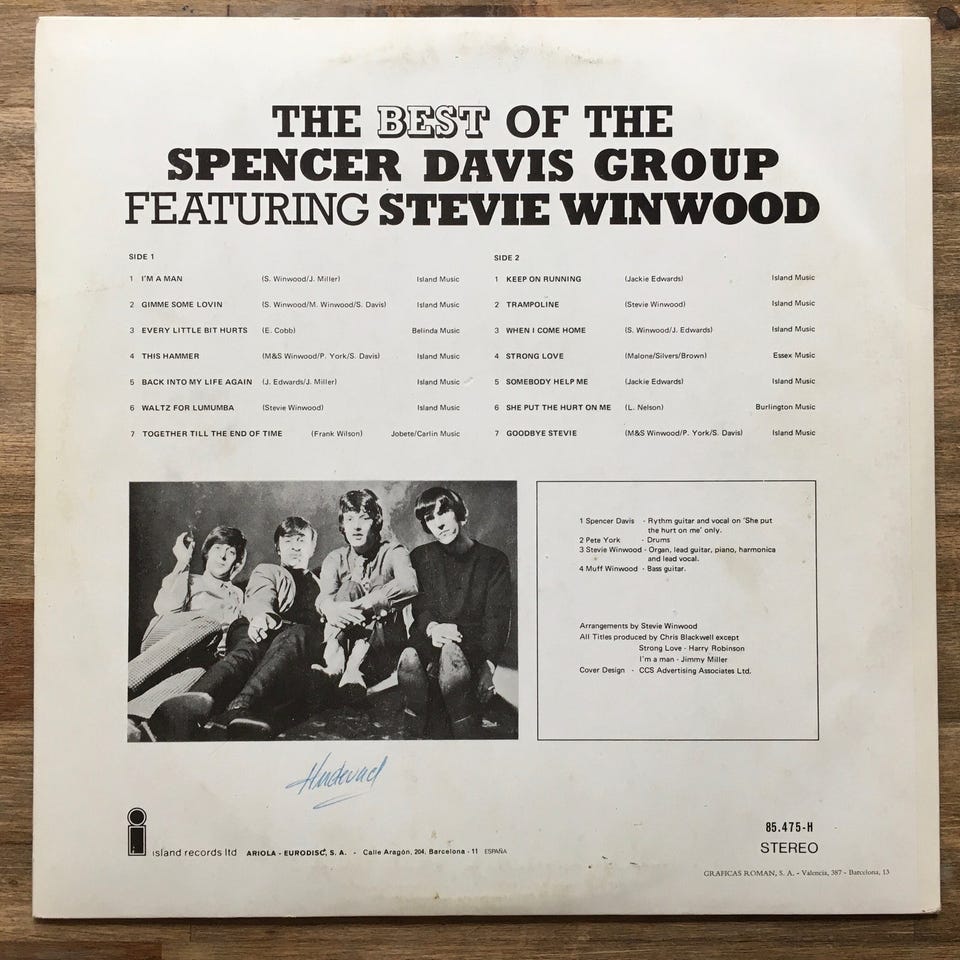 THE BEST OF THE
SPENCER DAVIS GROUP
FEATURING STEVIE WINWOOD
SIDE 1
1 I'M A MAN (S. Winwood/J. Miller) Island Music
2 GIMME SOME LOVIN (S. Winwood/M. Winwood/S. Davis) Island Music
3 EVERY LITTLE BIT HURTS (E. Cobb) Belinda Music
4 THIS HAMMER (M&S Winwood/P. York/S. Davis) Island Music
5 BACK INTO MY LIFE AGAIN (J. Edwards/J. Miller) Island Music
6 WALTZ FOR LUMUMBA (Stevie Winwood) Island Music
7 TOGETHER TILL THE END OF TIME (Frank Wilson) Jobete/Carlin Music
SIDE 2
1 KEEP ON RUNNING (Jackie Edwards) Island Music
2 TRAMPOLINE (Stevie Winwood) Island Music
3 WHEN I COME HOME (S. Winwood/J. Edwards) Island Music
4 STRONG LOVE (Malone/Silvers/Brown) Essex Music
5 SOMEBODY HELP ME (Jackie Edwards) Island Music
6 SHE PUT THE HURT ON ME (L. Nelson) Burlington Music
7 GOODBYE STEVIE (M&S Winwood/P. York/S. Davis) Island Music
1 Spencer Davis - Rythm guitar and vocal on 'She put
the hurt on me' only.
2 Pete York - Drums
3 Stevie Winwood - Organ, lead guitar, piano, harmonica
and lead vocal.
4 Muff Winwood - Bass guitar.
Arrangements by Stevie Winwood
All Titles produced by Chris Blackwell except
Strong Love - Harry Robinson
I'm a man - Jimmy Miller
Cover Design - CCS Advertising Associates Ltd.
island records ltd ARIOLA - EURODISC, S. A. - Calle Aragón, 204, Barcelona - 11 ESPAÑA
85.475-H
STEREO
GRAFICAS ROMAN, S. A. - Valencia, 387 - Barcelona, 13